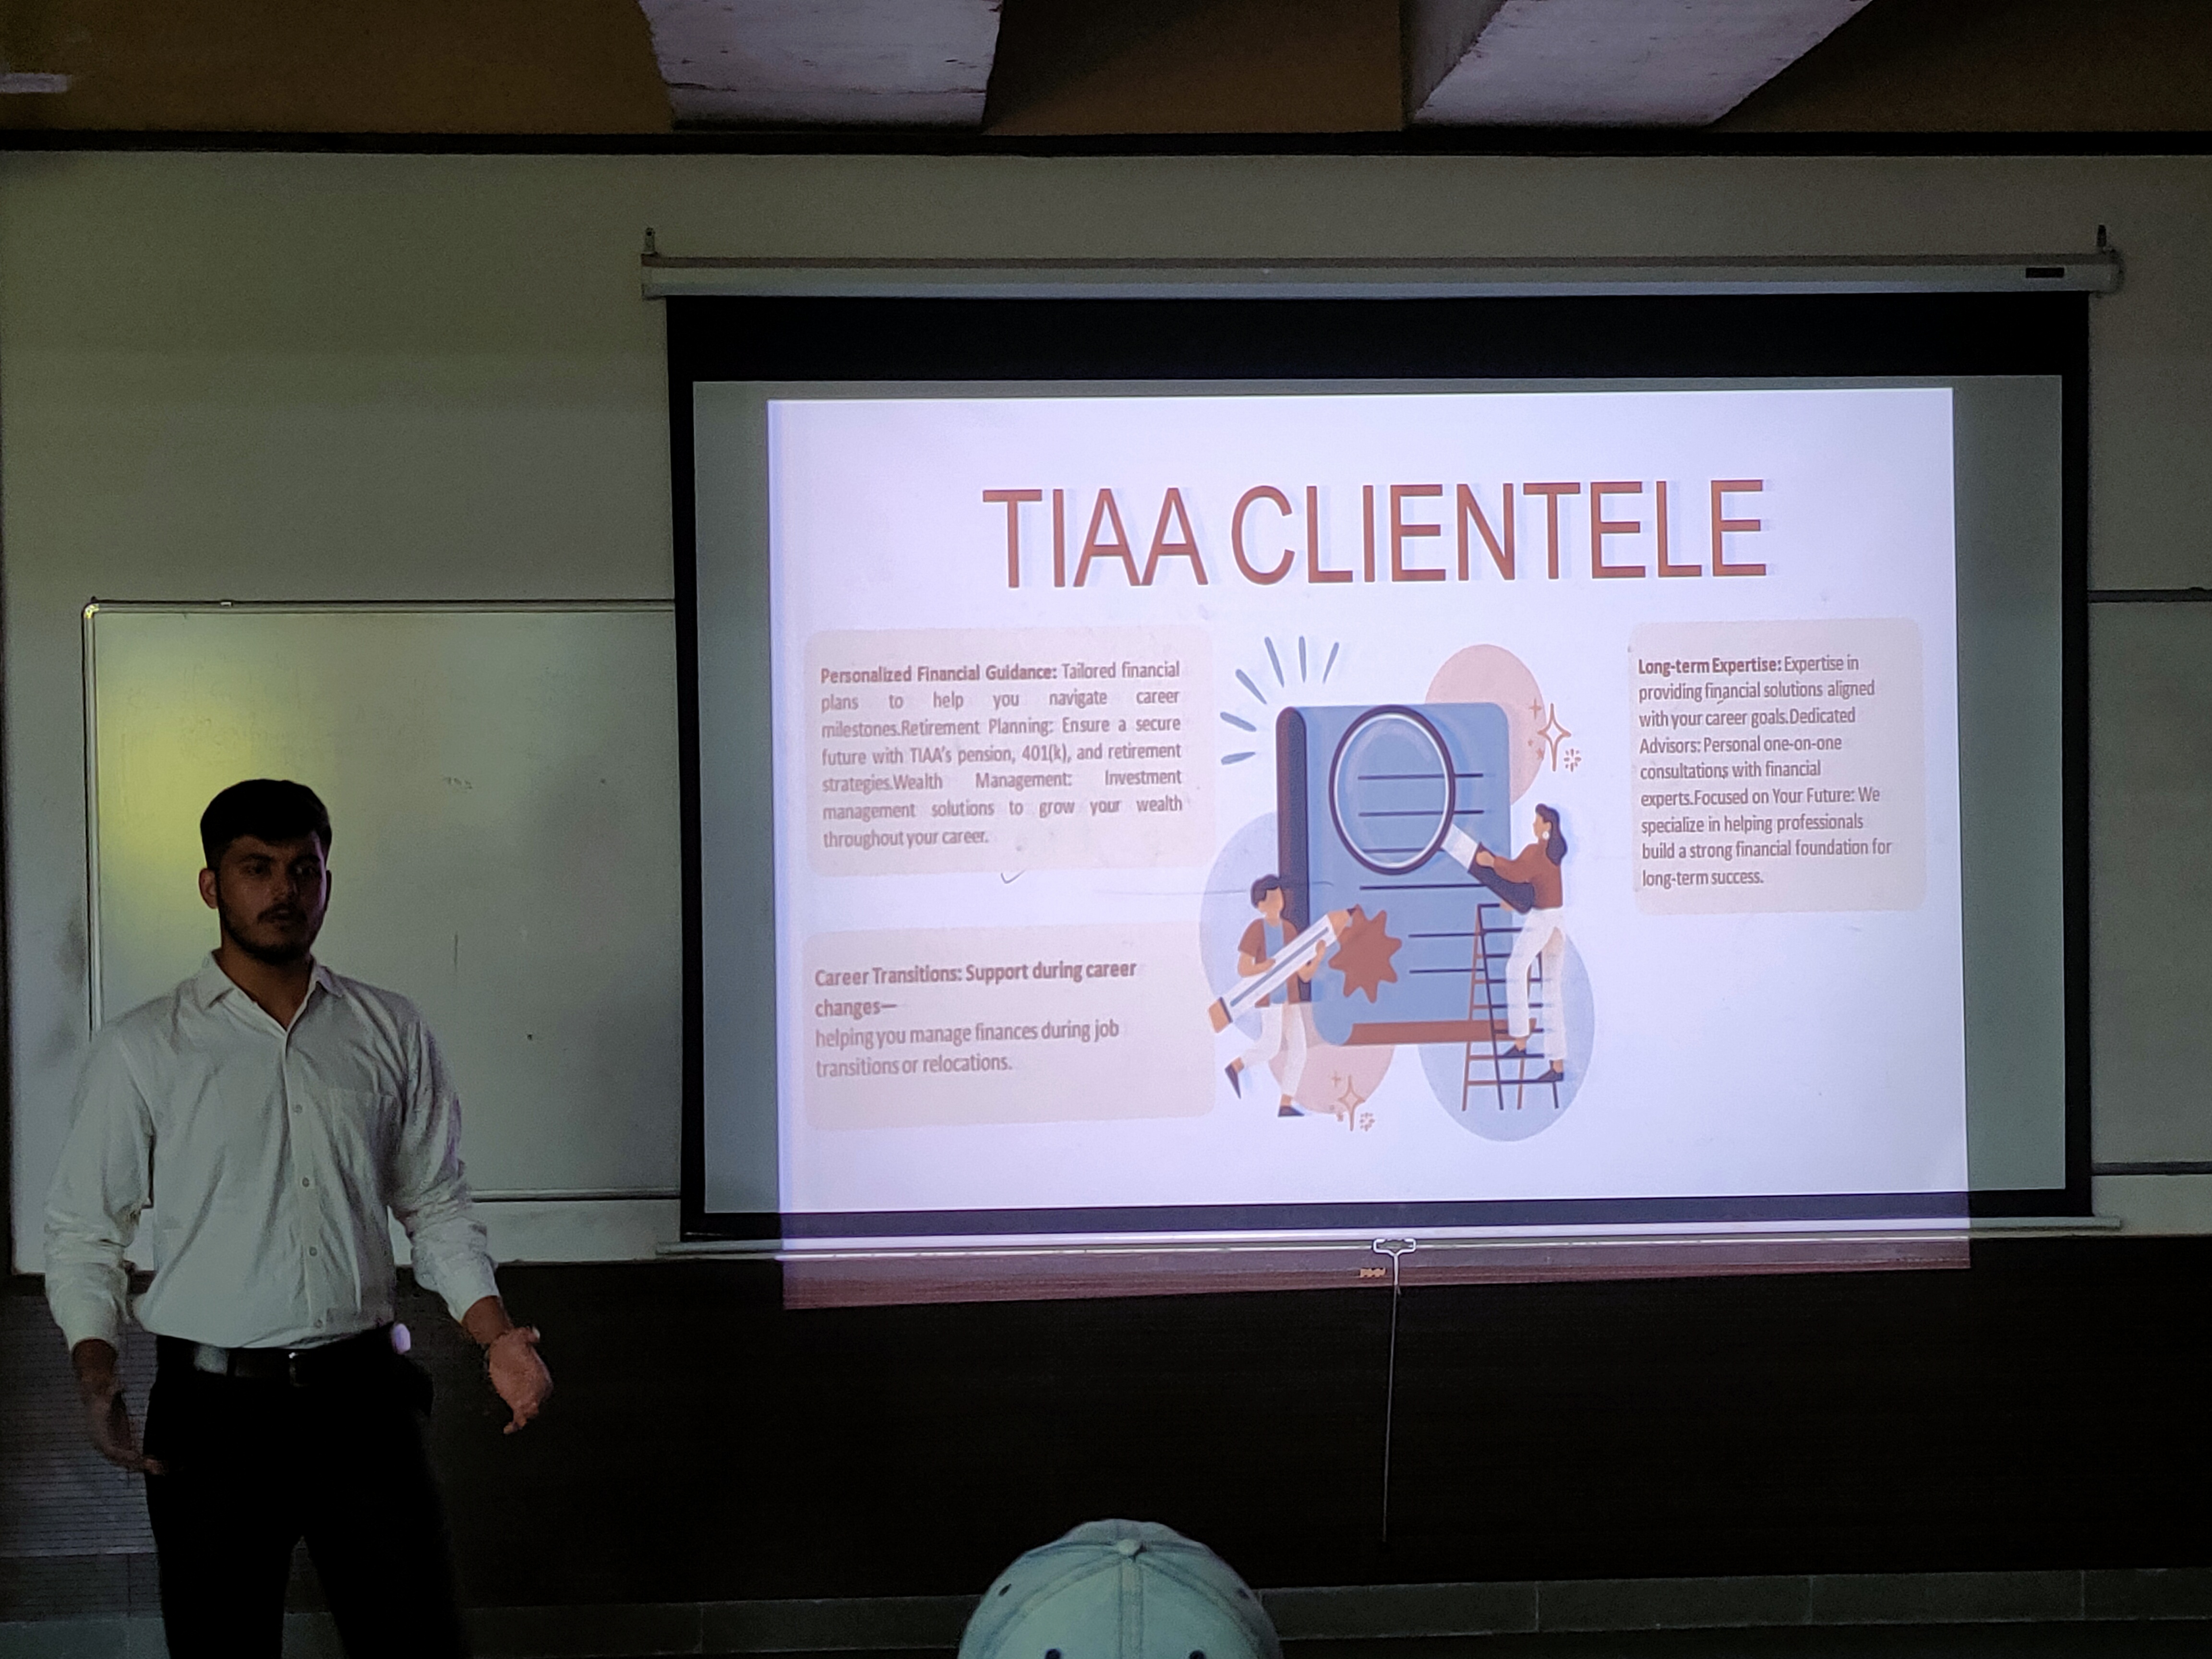 TIAA CLIENTELE
Personalized Financial Guidance: Tailored financial
plans to help you navigate career
milestones.Retirement Planning: Ensure a secure
future with TIAA's pension, 401(k), and retirement
strategies.Wealth Management: Investment
management solutions to grow your wealth
throughout your career.
Career Transitions: Support during career
changes—
helping you manage finances during job
transitions or relocations.
Long-term Expertise: Expertise in
providing financial solutions aligned
with your career goals.Dedicated
Advisors: Personal one-on-one
consultations with financial
experts.Focused on Your Future: We
specialize in helping professionals
build a strong financial foundation for
long-term success.